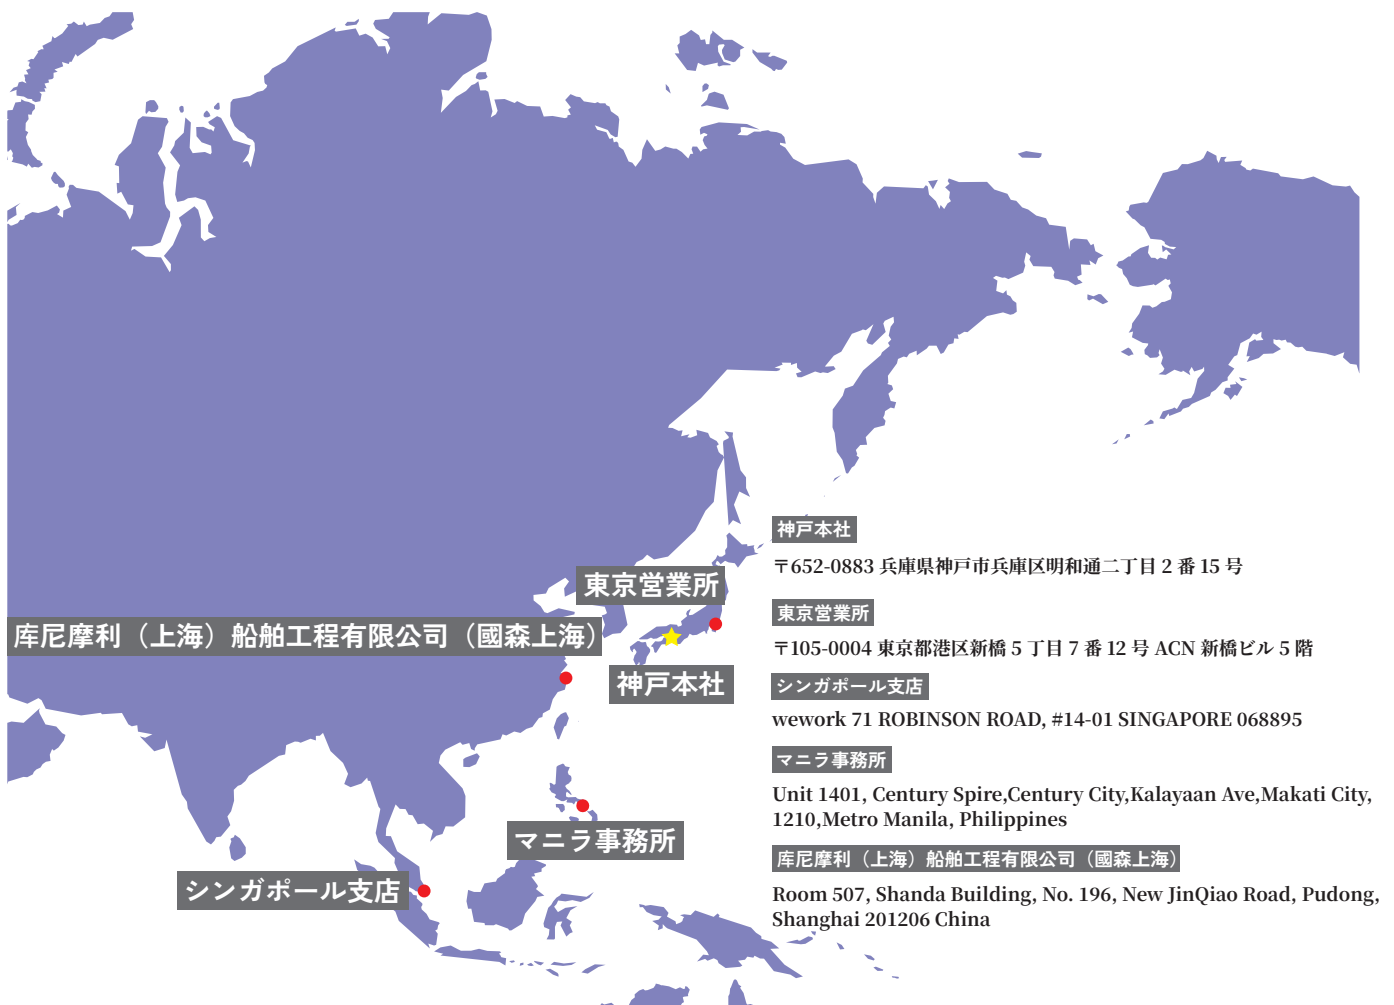 東京営業所
库尼摩利（上海）船舶工程有限公司（國森上海）
神戸本社
マニラ事務所
シンガポール支店
神戸本社
〒652-0883 兵庫県神戸市兵庫区明和通二丁目 2 番 15 号
東京営業所
〒105-0004 東京都港区新橋 5 丁目 7 番 12 号 ACN 新橋ビル 5 階
シンガポール支店
wework 71 ROBINSON ROAD, #14-01 SINGAPORE 068895
マニラ事務所
Unit 1401, Century Spire,Century City,Kalayaan Ave,Makati City,
1210,Metro Manila, Philippines
库尼摩利（上海）船舶工程有限公司（國森上海）
Room 507, Shanda Building, No. 196, New JinQiao Road, Pudong,
Shanghai 201206 China